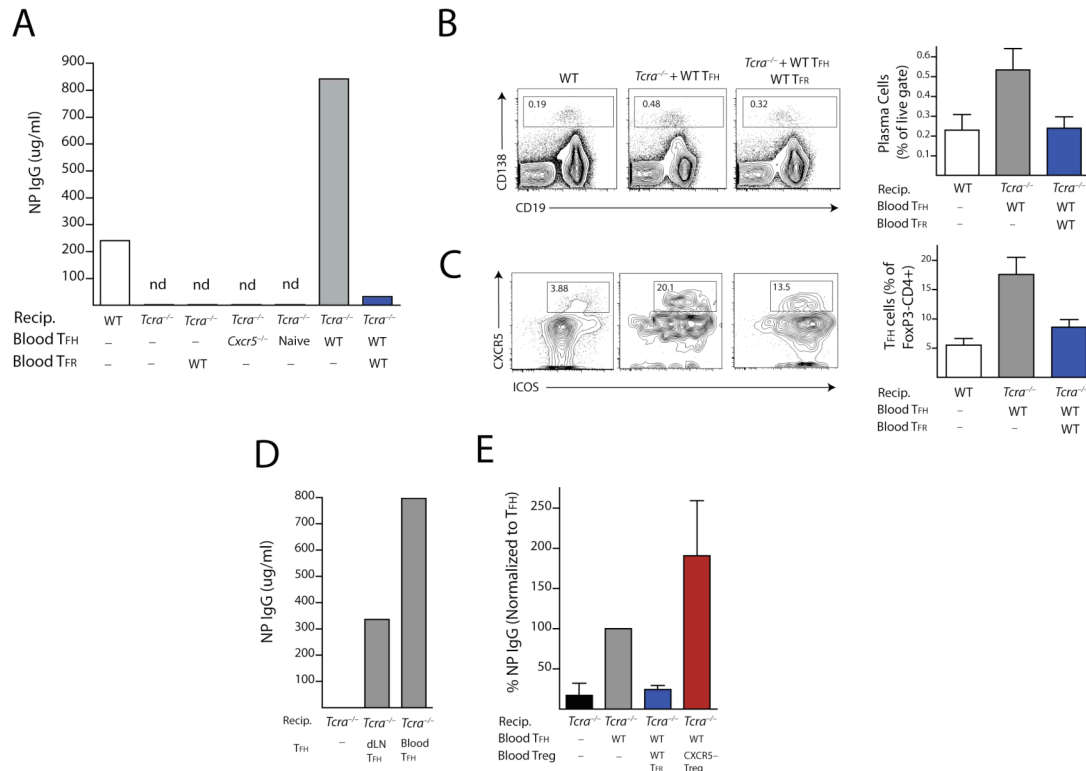 A
NP IgG (ug/ml)
900
800
700
600
500
400
300
200
100
nd nd nd nd
Recip. WT Tcra⁻/⁻ Tcra⁻/⁻ Tcra⁻/⁻ Tcra⁻/⁻ Tcra⁻/⁻ Tcra⁻/⁻
Blood TFH – – – Cxcr5⁻/⁻ Naive WT WT
Blood TFR – – WT – – – WT
B
WT
Tcra⁻/⁻ + WT TFH
Tcra⁻/⁻ + WT TFH
WT TFR
0.19
0.48
0.32
CD138
CD19
Plasma Cells
(% of live gate)
0.6
0.5
0.4
0.3
0.2
0.1
Recip. WT Tcra⁻/⁻ Tcra⁻/⁻
Blood TFH – WT WT
Blood TFR – – WT
C
3.88
20.1
13.5
CXCR5
ICOS
TFH cells (% of
FoxP3-CD4+)
20
15
10
5
Recip. WT Tcra⁻/⁻ Tcra⁻/⁻
Blood TFH – WT WT
Blood TFR – – WT
D
NP IgG (ug/ml)
800
700
600
500
400
300
200
100
Recip. Tcra⁻/⁻ Tcra⁻/⁻ Tcra⁻/⁻
TFH – dLN Blood
TFH TFH
E
% NP IgG (Normalized to TFH)
250
200
150
100
50
Recip. Tcra⁻/⁻ Tcra⁻/⁻ Tcra⁻/⁻ Tcra⁻/⁻
Blood TFH – WT WT WT
Blood Treg – – WT CXCR5–
TFR Treg